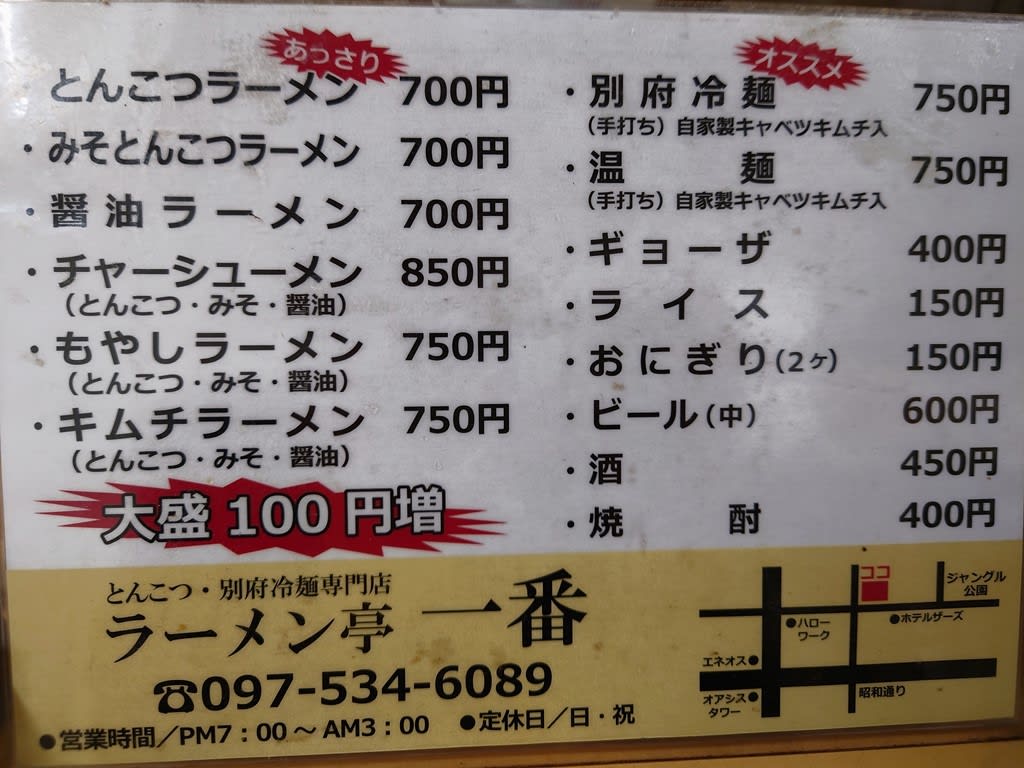 あっさり
とんこつラーメン 700円
・みそとんこつラーメン 700円
・醤油ラーメン 700円
・チャーシューメン 850円
（とんこつ・みそ・醤油）
・もやしラーメン 750円
（とんこつ・みそ・醤油）
・キムチラーメン 750円
（とんこつ・みそ・醤油）
大盛100円増
オススメ
・別府冷麺 750円
（手打ち）自家製キャベツキムチ入
・温麺 750円
（手打ち）自家製キャベツキムチ入
・ギョーザ 400円
・ライス 150円
・おにぎり（2ヶ） 150円
・ビール（中） 600円
・酒 450円
・焼酎 400円
とんこつ・別府冷麺専門店
ラーメン亭 一番
☎097-534-6089
●営業時間／PM7：00～AM3：00 ●定休日／日・祝
ココ
ジャングル
公園
●ハロー
ワーク
●ホテルザーズ
エネオス●
昭和通り
オアシス●
タワー